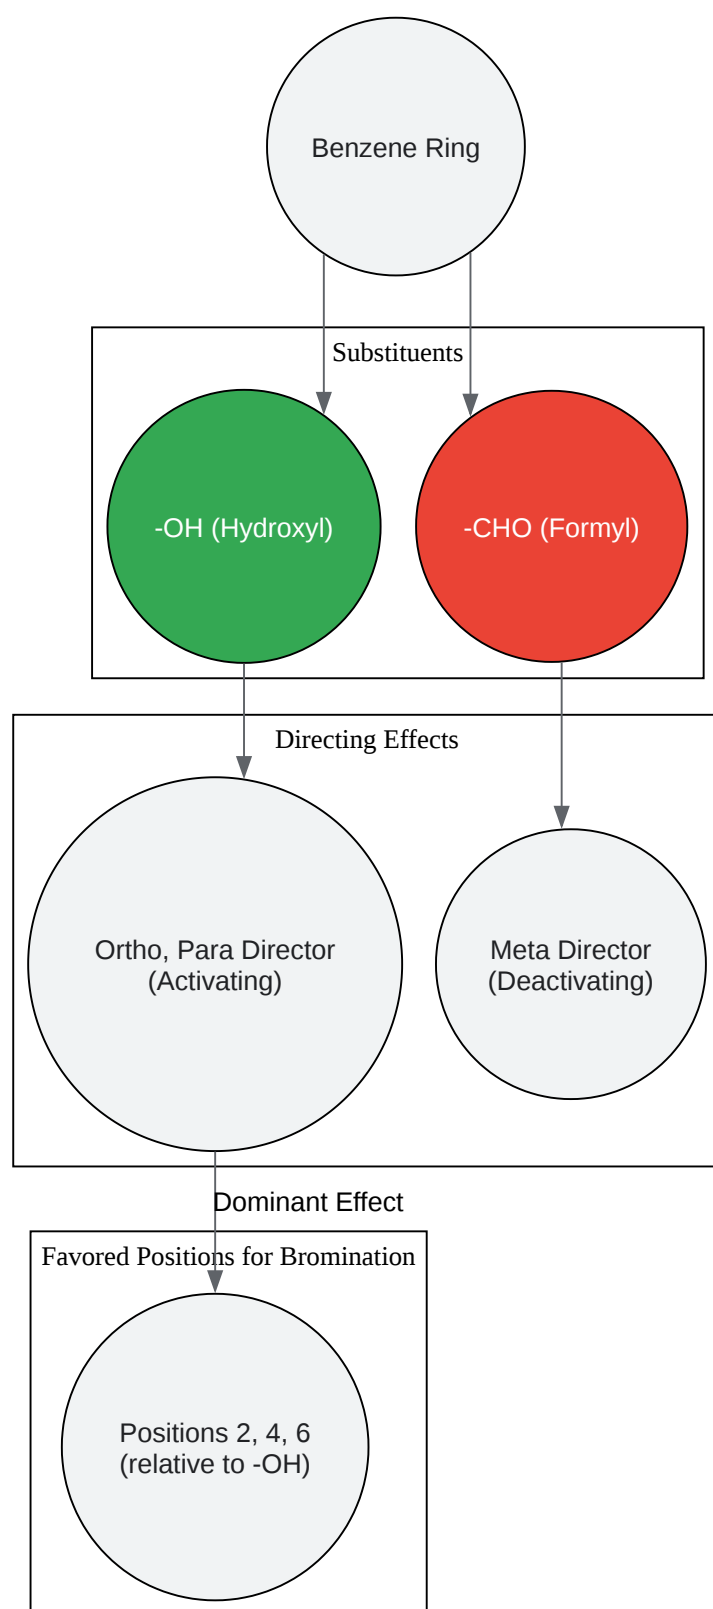 Benzene Ring
Substituents
-OH (Hydroxyl)
-CHO (Formyl)
Directing Effects
Ortho, Para Director
(Activating)
Meta Director
(Deactivating)
Dominant Effect
Favored Positions for Bromination
Positions 2, 4, 6
(relative to -OH)